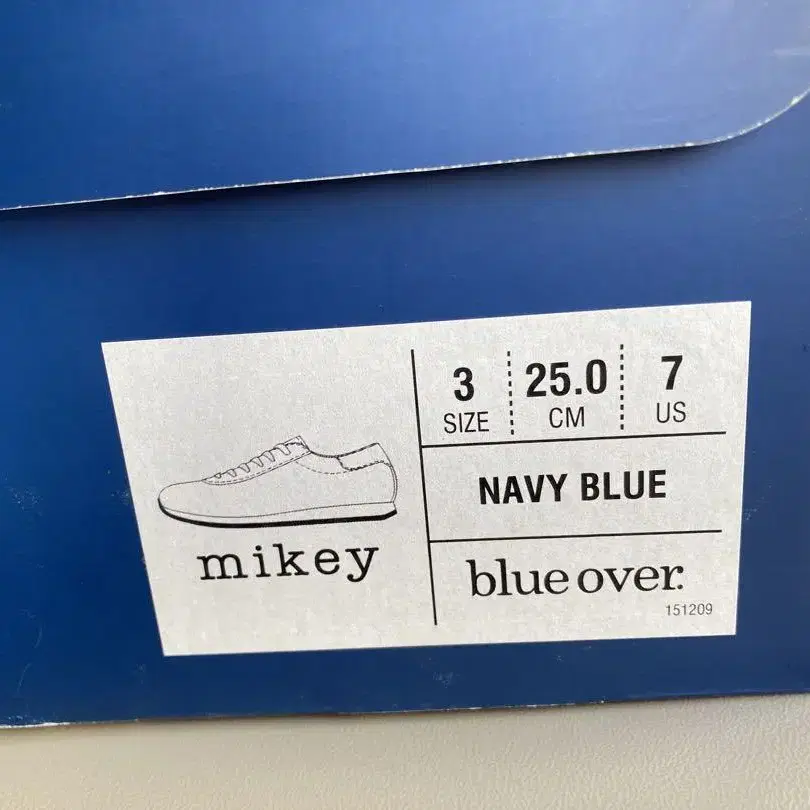 3 25.0 7
SIZE CM US
NAVY BLUE
mikey
blue over.
151209